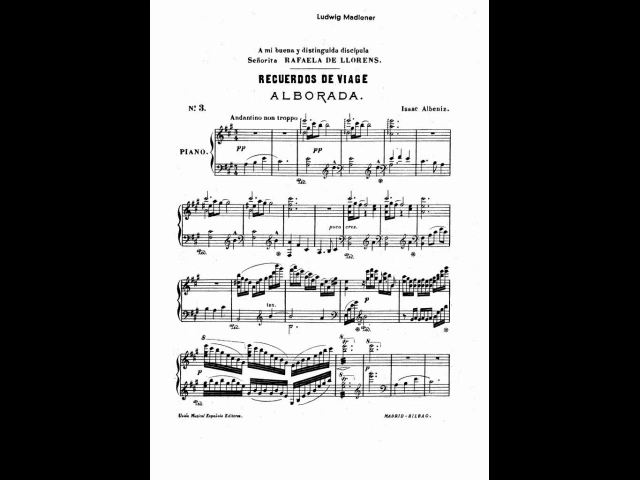 Ludwig Madlener
A mi buena y distinguida discípula
Señorita RAFAELA DE LLORENS.
RECUERDOS DE VIAGE
ALBORADA.
Nº 3.
Isaac Albeniz.
Andantino non troppo
PIANO.
pp
pp
poco cres.
p
p
Unión Musical Española Editores.
MADRID - BILBAO.